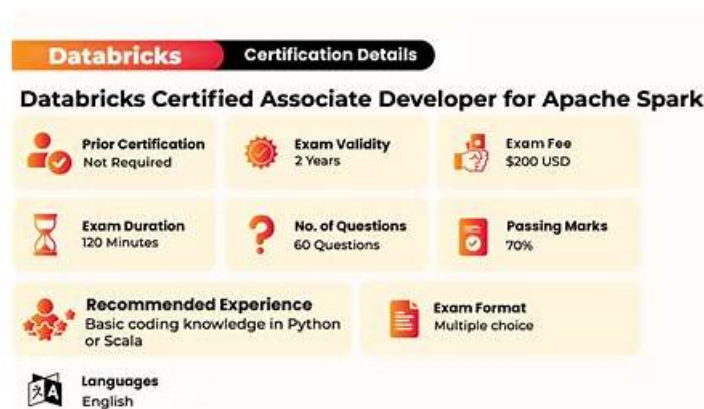 Databricks Certification Details
Databricks Certified Associate Developer for Apache Spark
Prior Certification
Not Required
Exam Validity
2 Years
Exam Fee
$200 USD
Exam Duration
120 Minutes
No. of Questions
60 Questions
Passing Marks
70%
Recommended Experience
Basic coding knowledge in Python
or Scala
Exam Format
Multiple choice
Languages
English